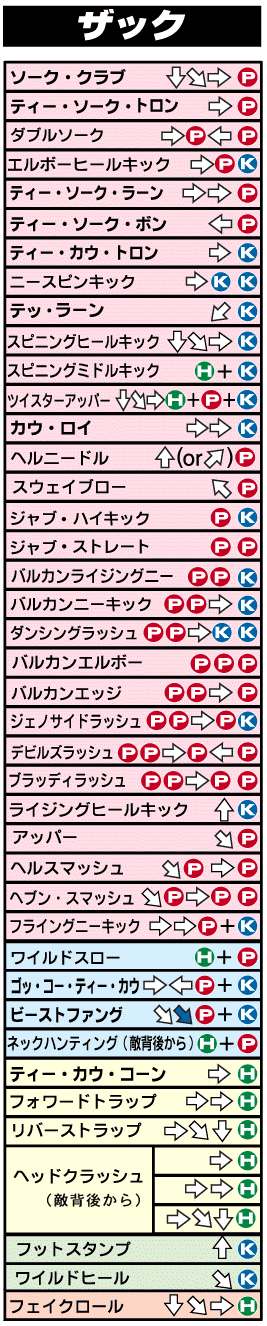 ザック
ソーク・クラブ ⇩⬂⇨ P
ティー・ソーク・トロン ⇨ P
ダブルソーク ⇨P⇦ P
エルボーヒールキック ⇨P K
ティー・ソーク・ラーン ⇨⇨ P
ティー・ソーク・ボン ⇦ P
ティー・カウ・トロン ⇨ K
ニースピンキック ⇨K K
テッ・ラーン ⬃ K
スピニングヒールキック ⇩⬂⇨ K
スピニングミドルキック H+K
ツイスターアッパー ⇩⬂⇨H+P+K
カウ・ロイ ⇨⇨ K
ヘルニードル ⇧(or⬀)P
スウェイブロー ⬁ P
ジャブ・ハイキック P K
ジャブ・ストレート P P
バルカンライジングニー P P K
バルカンニーキック P P⇨ K
ダンシングラッシュ P P⇨K K
バルカンエルボー P P P
バルカンエッジ P P⇨ P
ジェノサイドラッシュ P P⇨P K
デビルズラッシュ P P⇨P⇦ P
ブラッディラッシュ P P⇨P P
ライジングヒールキック ⇧K
アッパー ⬂P
ヘルスマッシュ ⬂P ⇨P
ヘブン・スマッシュ ⬂P⇨P P
フライングニーキック ⇨⇨P+K
ワイルドスロー H+P
ゴッ・コー・ティー・カウ⇨⇦P+K
ビーストファング ⬂⬊P+K
ネックハンティング(敵背後から)H+P
ティー・カウ・コーン ⇨H
フォワードトラップ ⇨⇨H
リバーストラップ ⇨⬂⇩H
ヘッドクラッシュ
(敵背後から)
⇨H
⇨⇨H
⇨⬂⇩H
フットスタンプ ⇧K
ワイルドヒール ⬂K
フェイクロール ⇩⬂⇨H